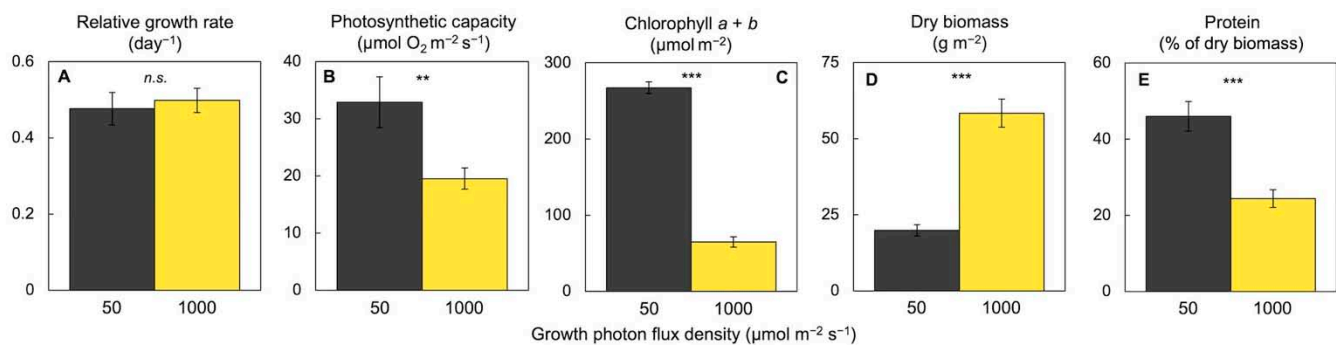 Relative growth rate
(day⁻¹)
Photosynthetic capacity
(µmol O₂ m⁻² s⁻¹)
Chlorophyll a + b
(µmol m⁻²)
Dry biomass
(g m⁻²)
Protein
(% of dry biomass)
A n.s.
0.6
0.4
0.2
0
50 1000
B **
40
30
20
10
0
50 1000
*** C
300
200
100
0
50 1000
D ***
75
50
25
0
50 1000
E ***
60
40
20
0
50 1000
Growth photon flux density (µmol m⁻² s⁻¹)